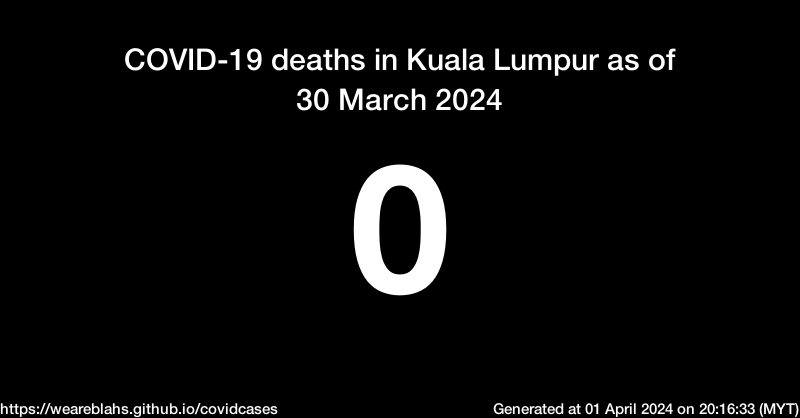 COVID-19 deaths in Kuala Lumpur as of
30 March 2024
0
https://weareblahs.github.io/covidcases
Generated at 01 April 2024 on 20:16:33 (MYT)